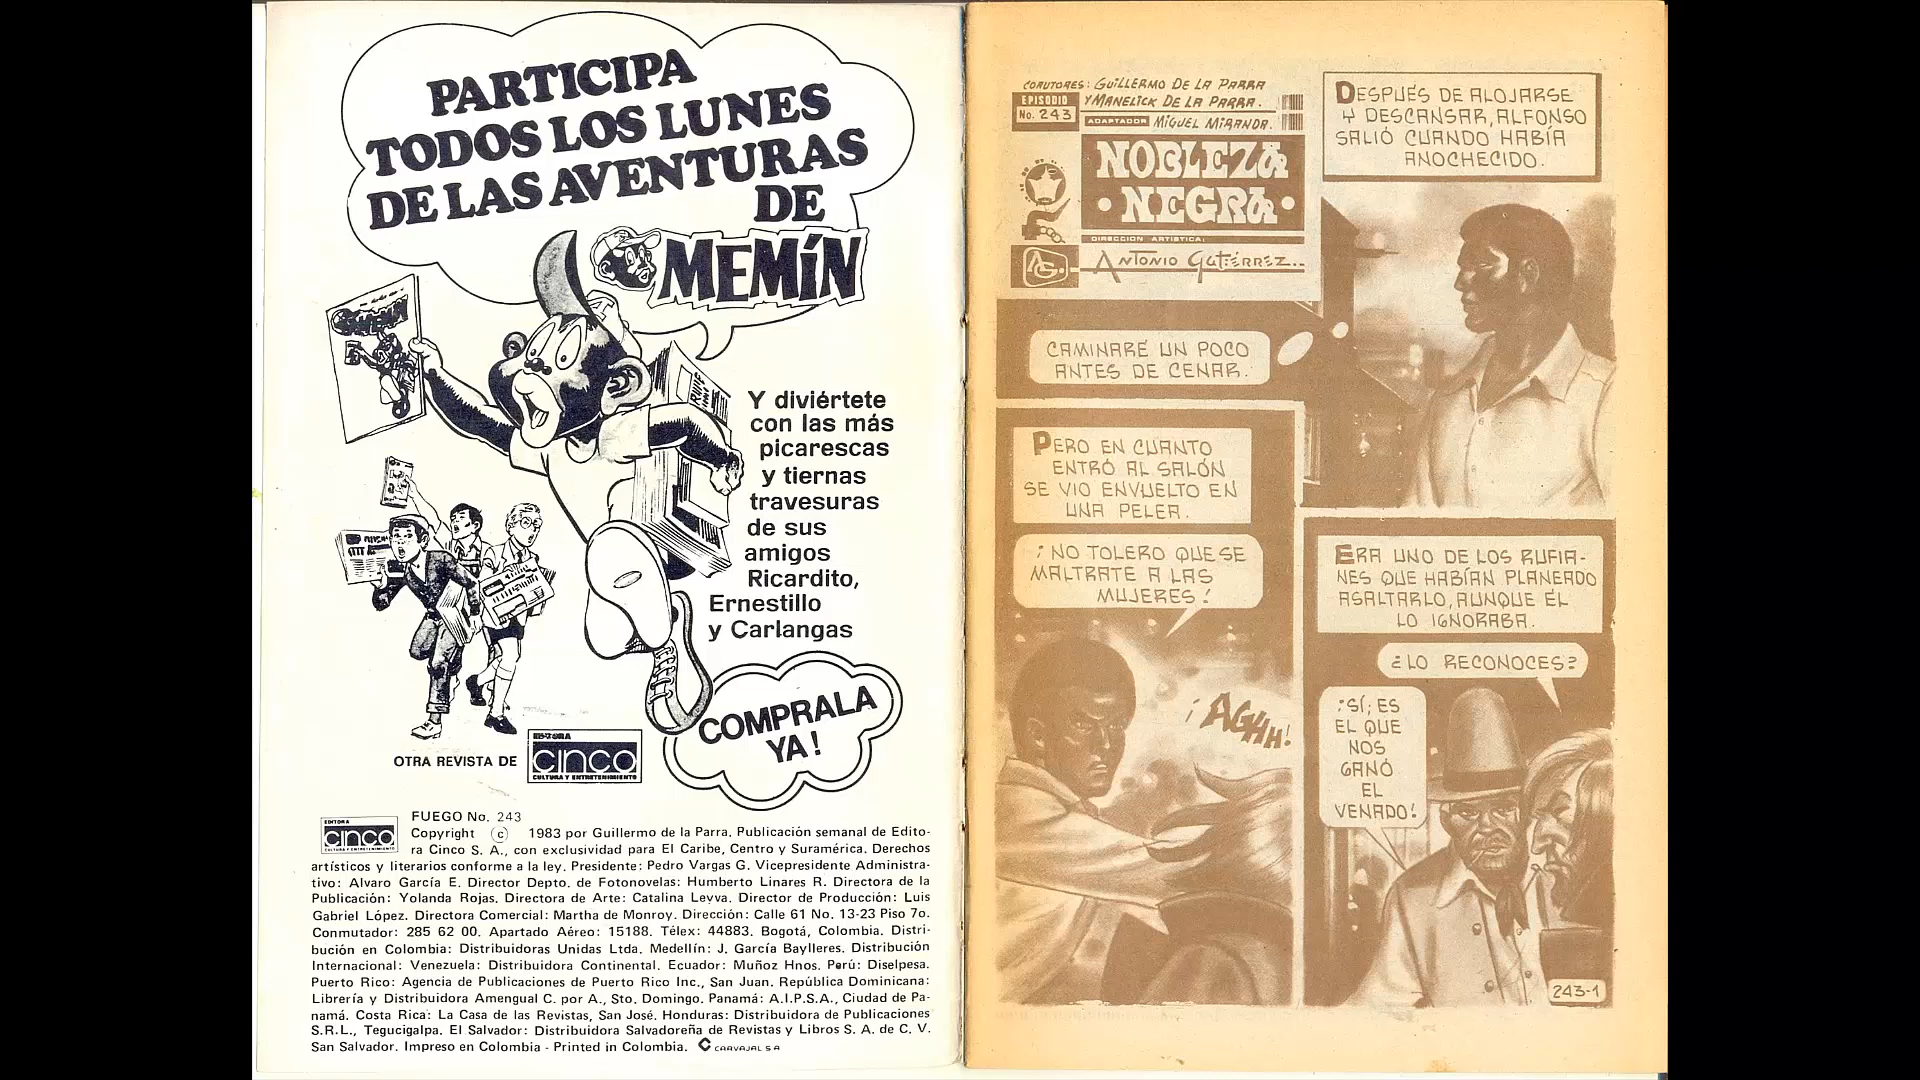 PARTICIPA
TODOS LOS LUNES
DE LAS AVENTURAS
DE
MEMÍN
Y diviértete
con las más
picarescas
y tiernas
travesuras
de sus
amigos
Ricardito,
Ernestillo
y Carlangas
COMPRALA
YA!
OTRA REVISTA DE
EDITORA
CINCO
CULTURA Y ENTRETENIMIENTO
EDITORA
CINCO
CULTURA Y ENTRETENIMIENTO
FUEGO No. 243
Copyright © 1983 por Guillermo de la Parra. Publicación semanal de Edito-
ra Cinco S. A., con exclusividad para El Caribe, Centro y Suramérica. Derechos
artísticos y literarios conforme a la ley. Presidente: Pedro Vargas G. Vicepresidente Administra-
tivo: Alvaro García E. Director Depto. de Fotonovelas: Humberto Linares R. Directora de la
Publicación: Yolanda Rojas. Directora de Arte: Catalina Leyva. Director de Producción: Luis
Gabriel López. Directora Comercial: Martha de Monroy. Dirección: Calle 61 No. 13-23 Piso 7o.
Conmutador: 285 62 00. Apartado Aéreo: 15188. Télex: 44883. Bogotá, Colombia. Distri-
bución en Colombia: Distribuidoras Unidas Ltda. Medellín: J. García Baylleres. Distribución
Internacional: Venezuela: Distribuidora Continental. Ecuador: Muñoz Hnos. Perú: Diselpesa.
Puerto Rico: Agencia de Publicaciones de Puerto Rico Inc., San Juan. República Dominicana:
Librería y Distribuidora Amengual C. por A., Sto. Domingo. Panamá: A.I.P.S.A., Ciudad de Pa-
namá. Costa Rica: La Casa de las Revistas, San José. Honduras: Distribuidora de Publicaciones
S.R.L., Tegucigalpa. El Salvador: Distribuidora Salvadoreña de Revistas y Libros S. A. de C. V.
San Salvador. Impreso en Colombia - Printed in Colombia. CARVAJAL S A
COAUTORES: GUILLERMO DE LA PARRA
Y MANELICK DE LA PARRA.
EPISODIO
No. 243
ADAPTADOR MIGUEL MIRANDA.
NOBLEZA
• NEGRA •
DIRECCION ARTISTICA:
AG
ANTONIO GUTIÉRREZ..
DESPUÉS DE ALOJARSE
Y DESCANSAR, ALFONSO
SALIÓ CUANDO HABÍA
ANOCHECIDO.
CAMINARÉ UN POCO
ANTES DE CENAR.
PERO EN CUANTO
ENTRÓ AL SALÓN
SE VIO ENVUELTO EN
UNA PELEA.
¡NO TOLERO QUE SE
MALTRATE A LAS
MUJERES!
¡AGHH!
ERA UNO DE LOS RUFIA-
NES QUE HABÍAN PLANEADO
ASALTARLO, AUNQUE ÉL
LO IGNORABA.
¿LO RECONOCES?
¡SÍ; ES
EL QUE
NOS
GANÓ
EL
VENADO!
243-1